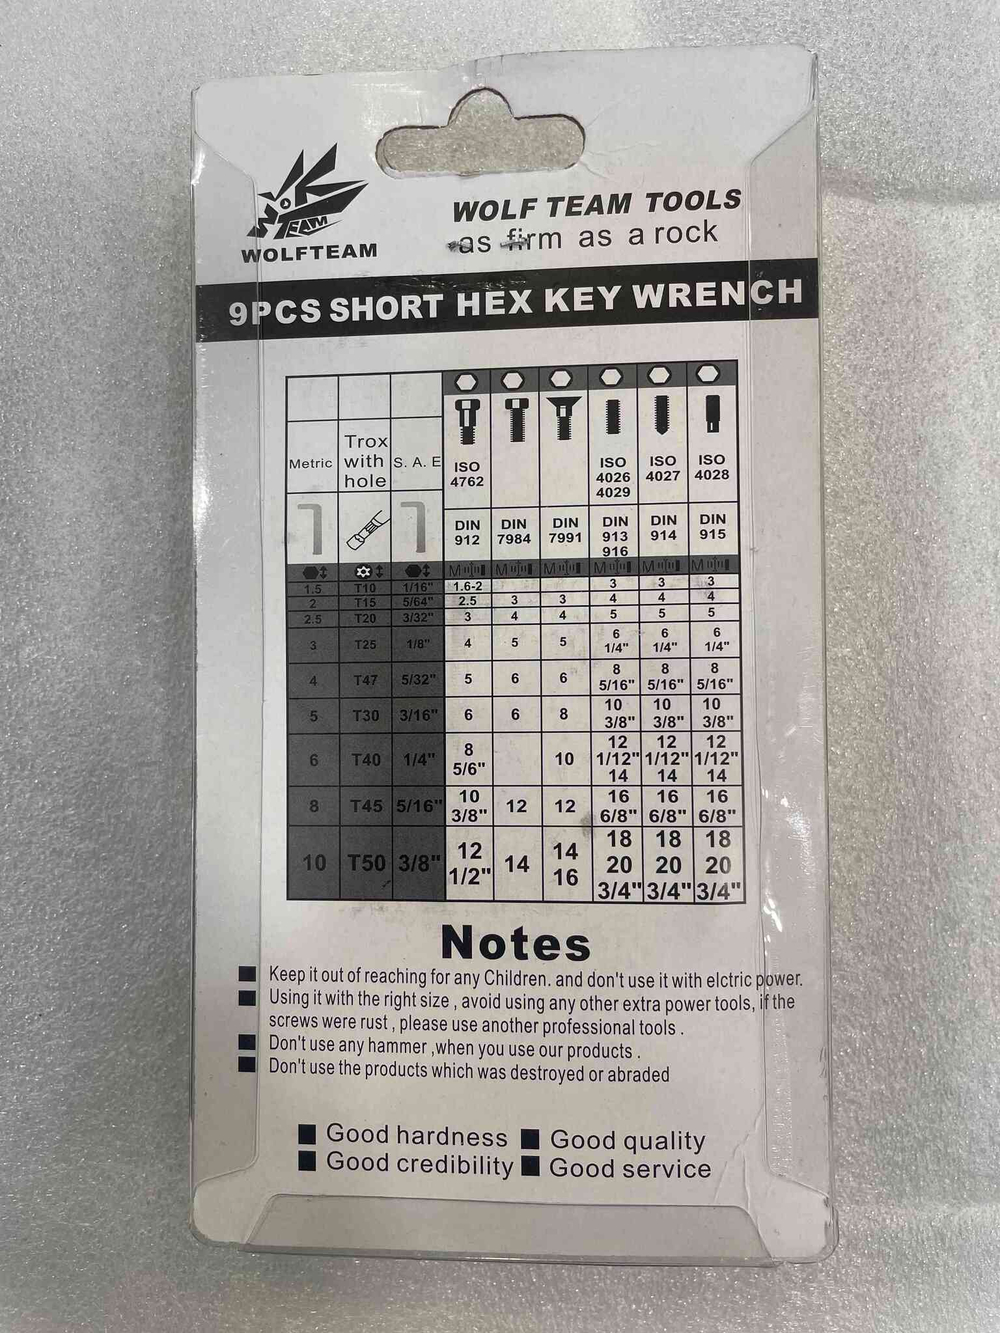 WOLF TEAM
WOLFTEAM
WOLF TEAM TOOLS
as firm as a rock
9PCS SHORT HEX KEY WRENCH
Metric Trox with hole S. A. E ISO 4762 ISO 4026 4029 ISO 4027 ISO 4028
DIN 912 DIN 7984 DIN 7991 DIN 913 916 DIN 914 DIN 915
M M M M M M
1.5 T10 1/16" 1.6-2 3 3 3
2 T15 5/64" 2.5 3 3 4 4 4
2.5 T20 3/32" 3 4 4 5 5 5
3 T25 1/8" 4 5 5 6 1/4" 6 1/4" 6 1/4"
4 T47 5/32" 5 6 6 8 5/16" 8 5/16" 8 5/16"
5 T30 3/16" 6 6 8 10 3/8" 10 3/8" 10 3/8"
6 T40 1/4" 8 5/6" 10 12 1/12" 14 12 1/12" 14 12 1/12" 14
8 T45 5/16" 10 3/8" 12 12 16 6/8" 16 6/8" 16 6/8"
10 T50 3/8" 12 1/2" 14 14 16 18 20 3/4" 18 20 3/4" 18 20 3/4"
Notes
Keep it out of reaching for any Children. and don't use it with elctric power.
Using it with the right size , avoid using any other extra power tools, if the
screws were rust , please use another professional tools .
Don't use any hammer ,when you use our products .
Don't use the products which was destroyed or abraded
Good hardness Good quality
Good credibility Good service